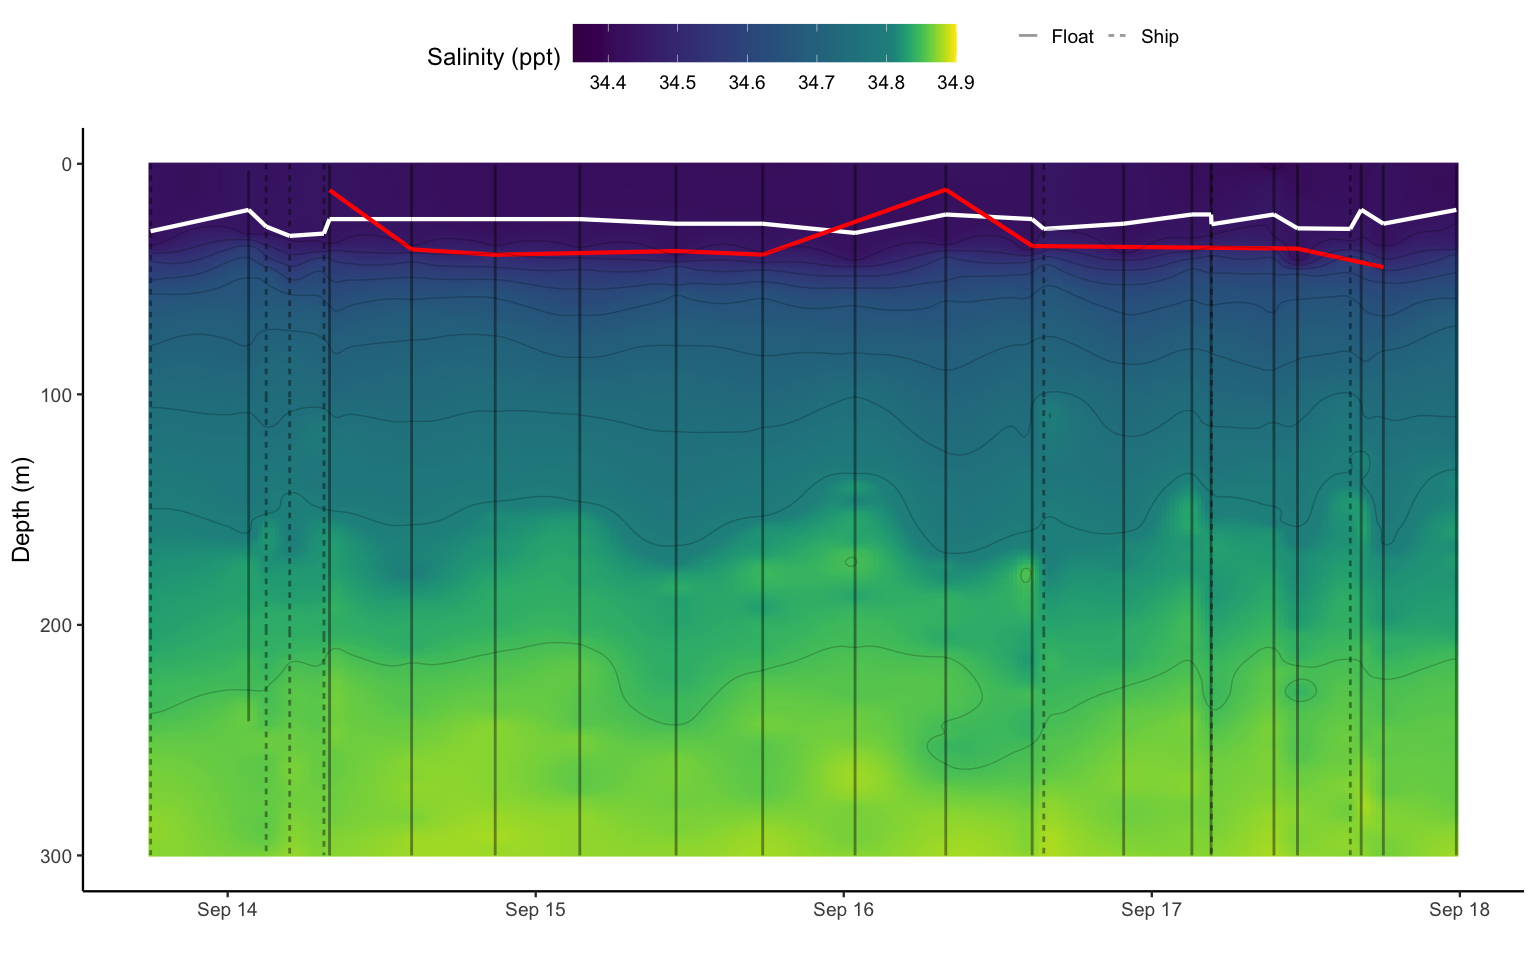 Salinity (ppt)
34.4 34.5 34.6 34.7 34.8 34.9
Float Ship
Depth (m)
0
100
200
300
Sep 14 Sep 15 Sep 16 Sep 17 Sep 18